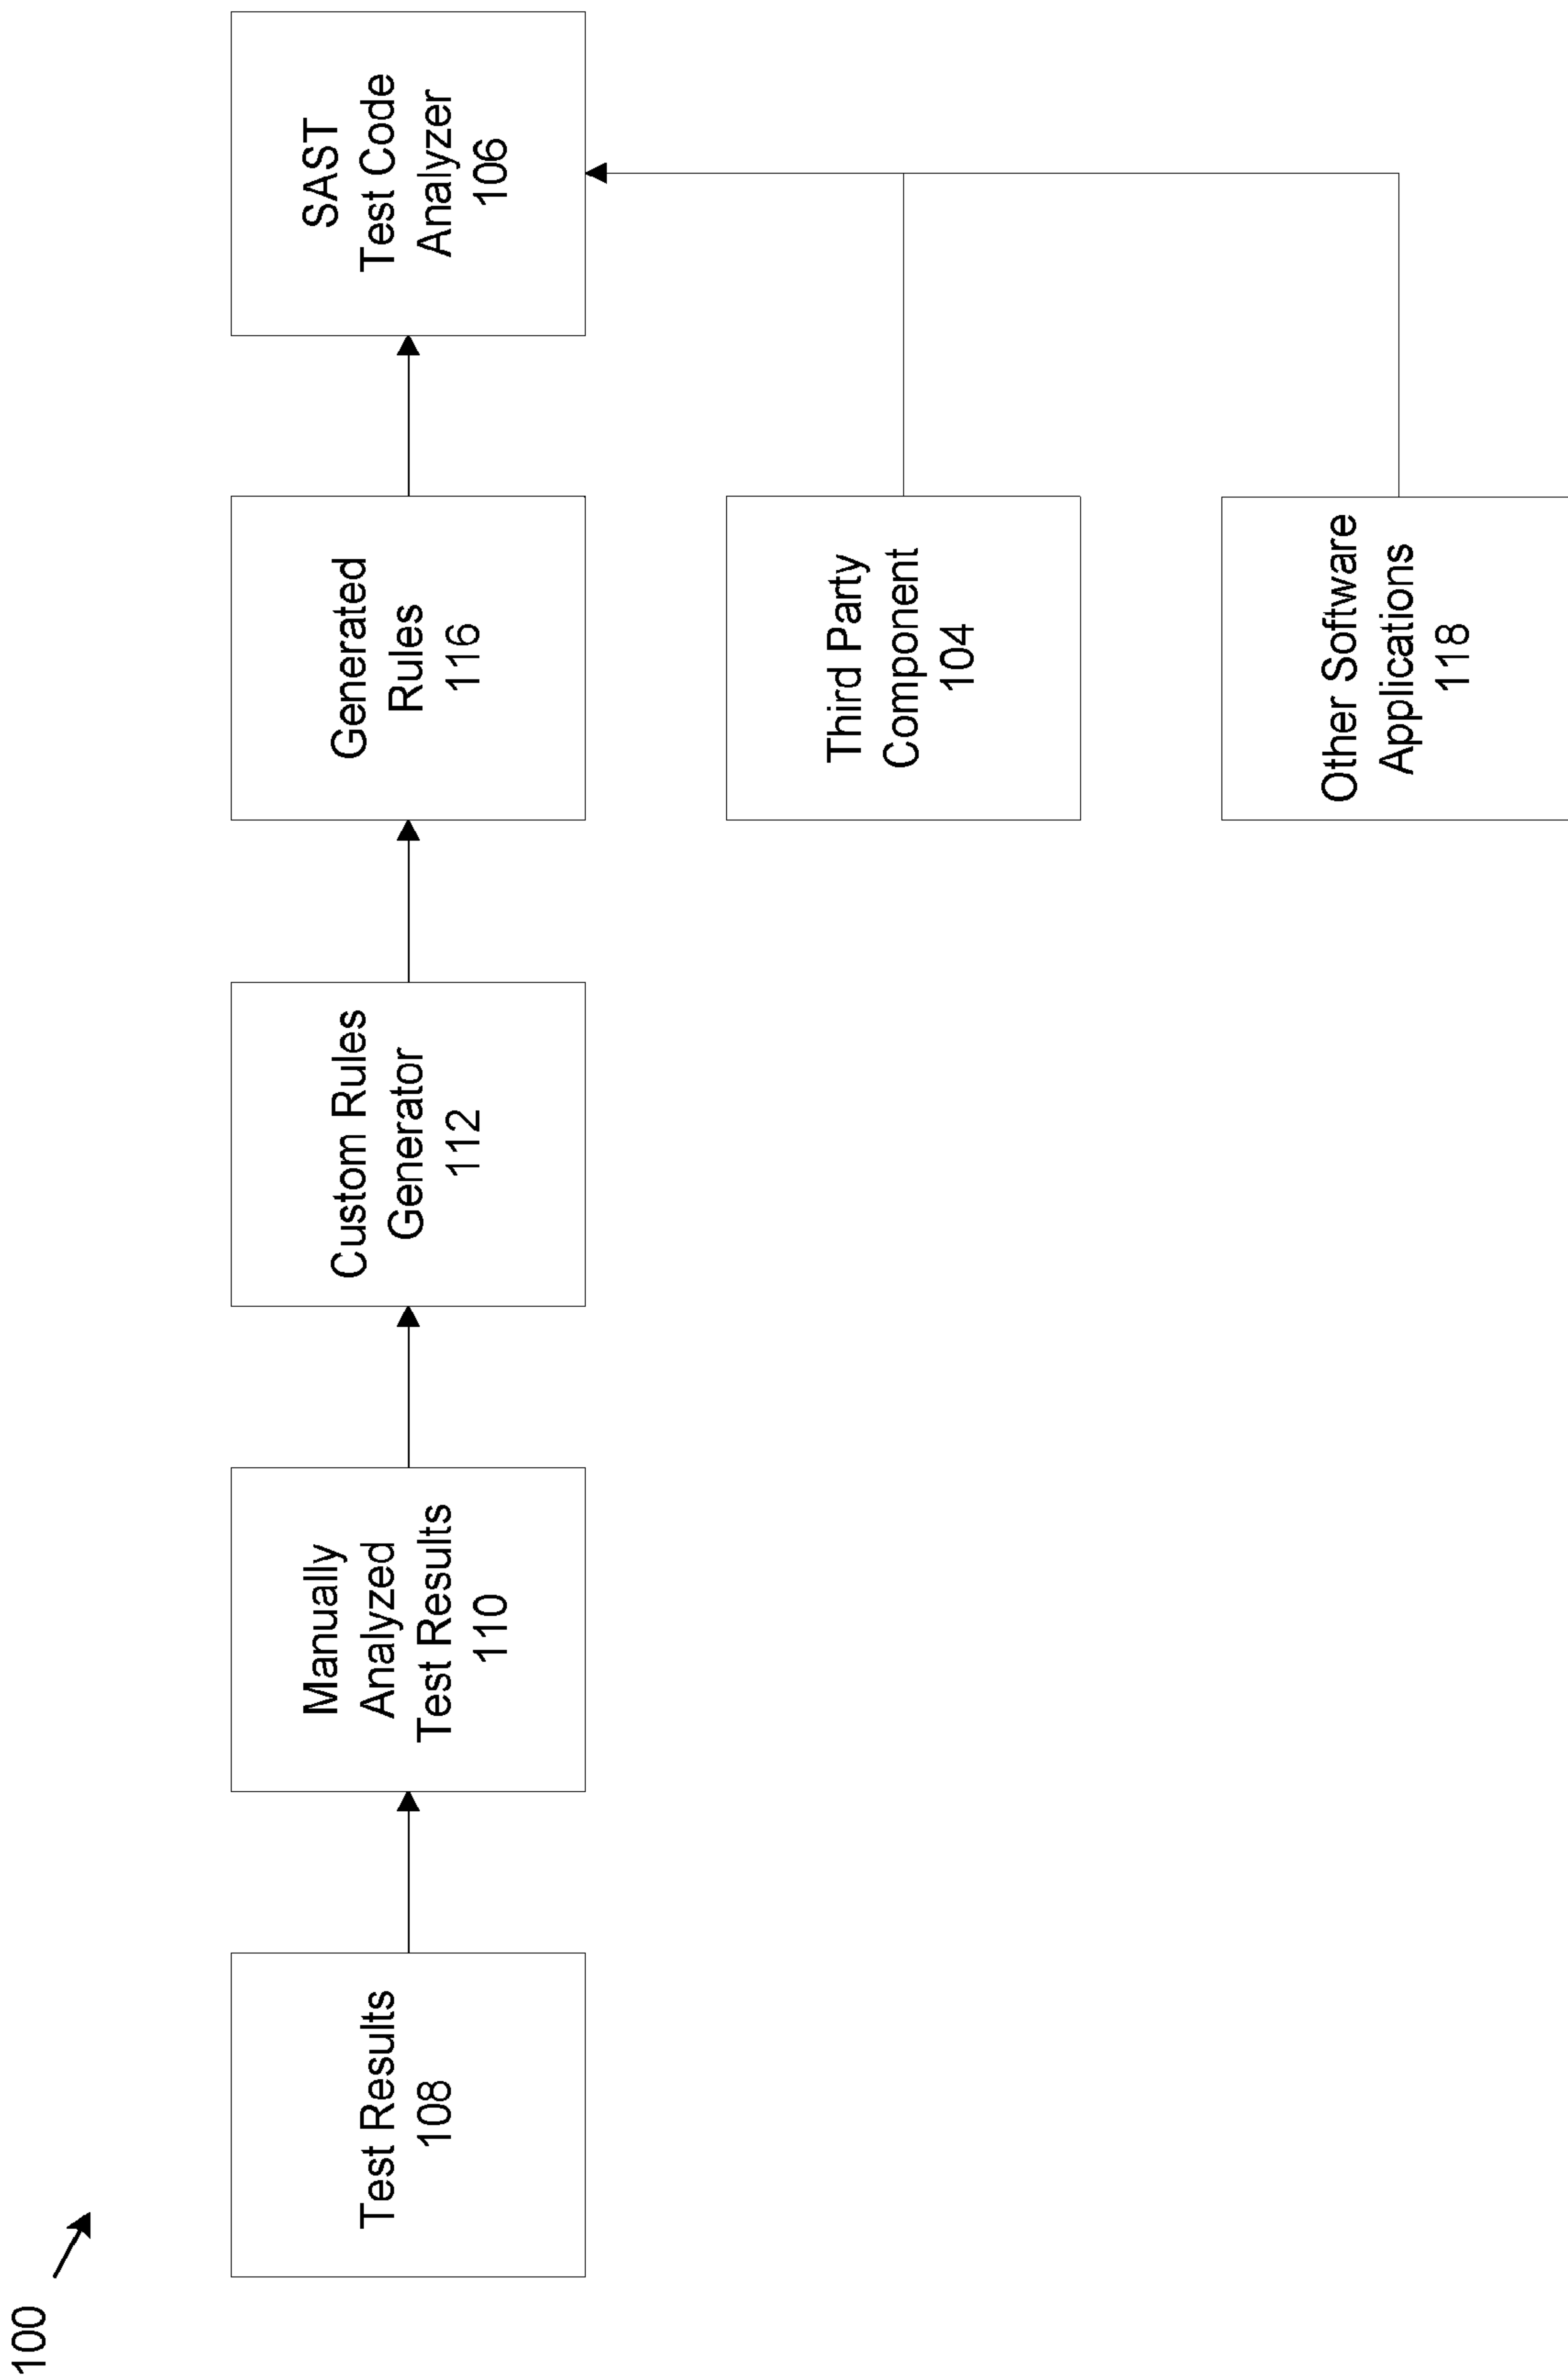 100
Test Results
108
Manually
Analyzed
Test Results
110
Custom Rules
Generator
112
Generated
Rules
116
SAST
Test Code
Analyzer
106
Third Party
Component
104
Other Software
Applications
118